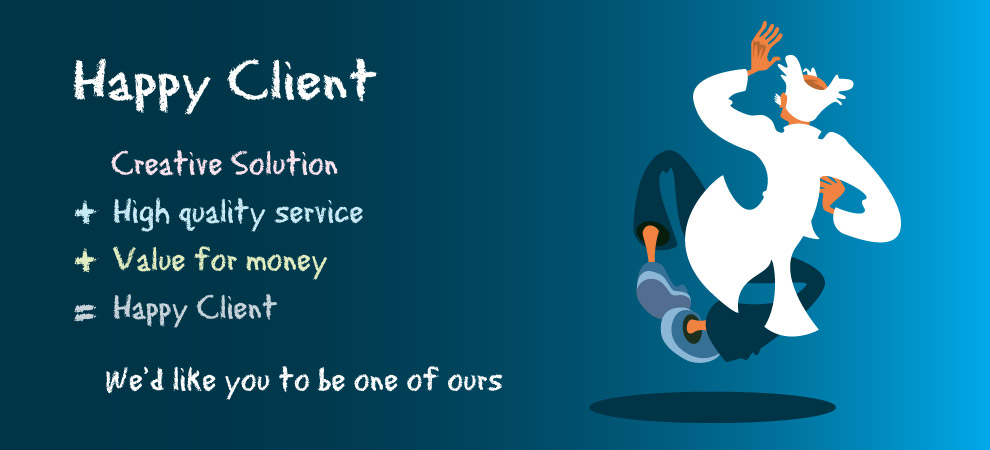 Happy Client
Creative Solution
+ High quality service
+ Value for money
= Happy Client
We'd like you to be one of ours